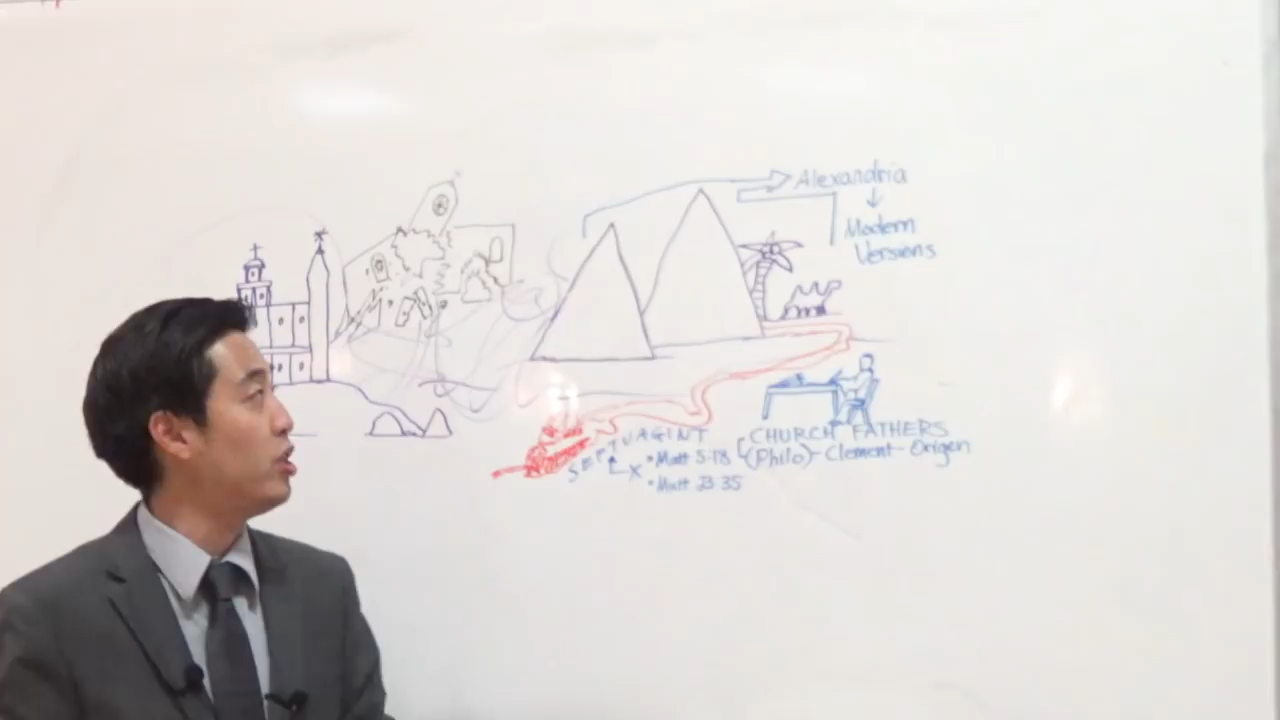 Alexandria
Modern
Versions
SEPTUAGINT
X
• Matt 5:18
• Matt 23:35
CHURCH FATHERS
(Philo)- Clement- Origen